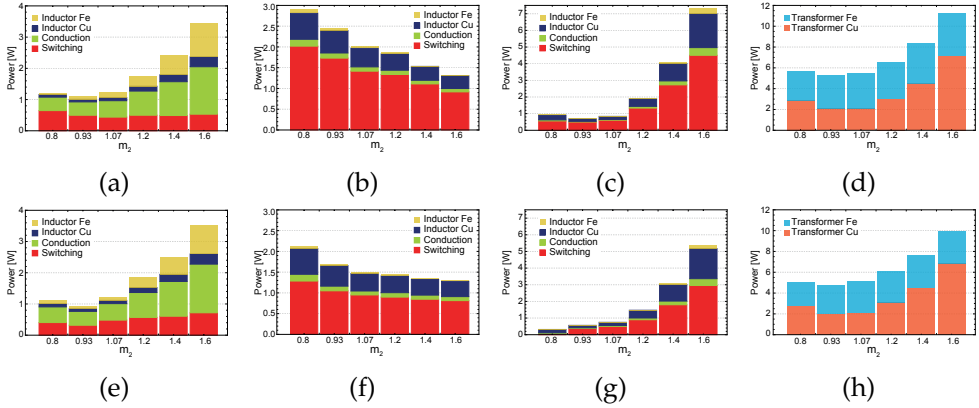 Power [W]
4
3
2
1
0
Inductor Fe
Inductor Cu
Conduction
Switching
0.8 0.93 1.07 1.2 1.4 1.6
m2
(a)
Power [W]
3.0
2.5
2.0
1.5
1.0
0.5
0.0
Inductor Fe
Inductor Cu
Conduction
Switching
0.8 0.93 1.07 1.2 1.4 1.6
m2
(b)
Power [W]
7
6
5
4
3
2
1
0
Inductor Fe
Inductor Cu
Conduction
Switching
0.8 0.93 1.07 1.2 1.4 1.6
m2
(c)
Power [W]
12
10
8
6
4
2
0
Transformer Fe
Transformer Cu
0.8 0.93 1.07 1.2 1.4 1.6
m2
(d)
Power [W]
4
3
2
1
0
Inductor Fe
Inductor Cu
Conduction
Switching
0.8 0.93 1.07 1.2 1.4 1.6
m2
(e)
Power [W]
3.0
2.5
2.0
1.5
1.0
0.5
0.0
Inductor Fe
Inductor Cu
Conduction
Switching
0.8 0.93 1.07 1.2 1.4 1.6
m2
(f)
Power [W]
7
6
5
4
3
2
1
0
Inductor Fe
Inductor Cu
Conduction
Switching
0.8 0.93 1.07 1.2 1.4 1.6
m2
(g)
Power [W]
12
10
8
6
4
2
0
Transformer Fe
Transformer Cu
0.8 0.93 1.07 1.2 1.4 1.6
m2
(h)